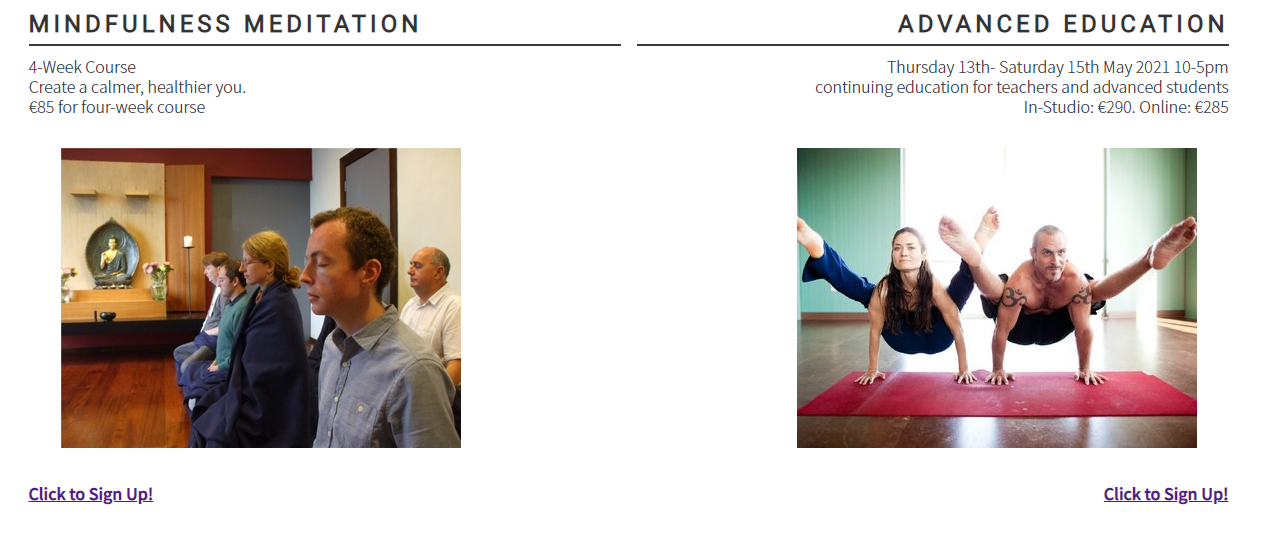 MINDFULNESS MEDITATION
4-Week Course
Create a calmer, healthier you.
€85 for four-week course
Click to Sign Up!
ADVANCED EDUCATION
Thursday 13th- Saturday 15th May 2021 10-5pm
continuing education for teachers and advanced students
In-Studio: €290. Online: €285
Click to Sign Up!